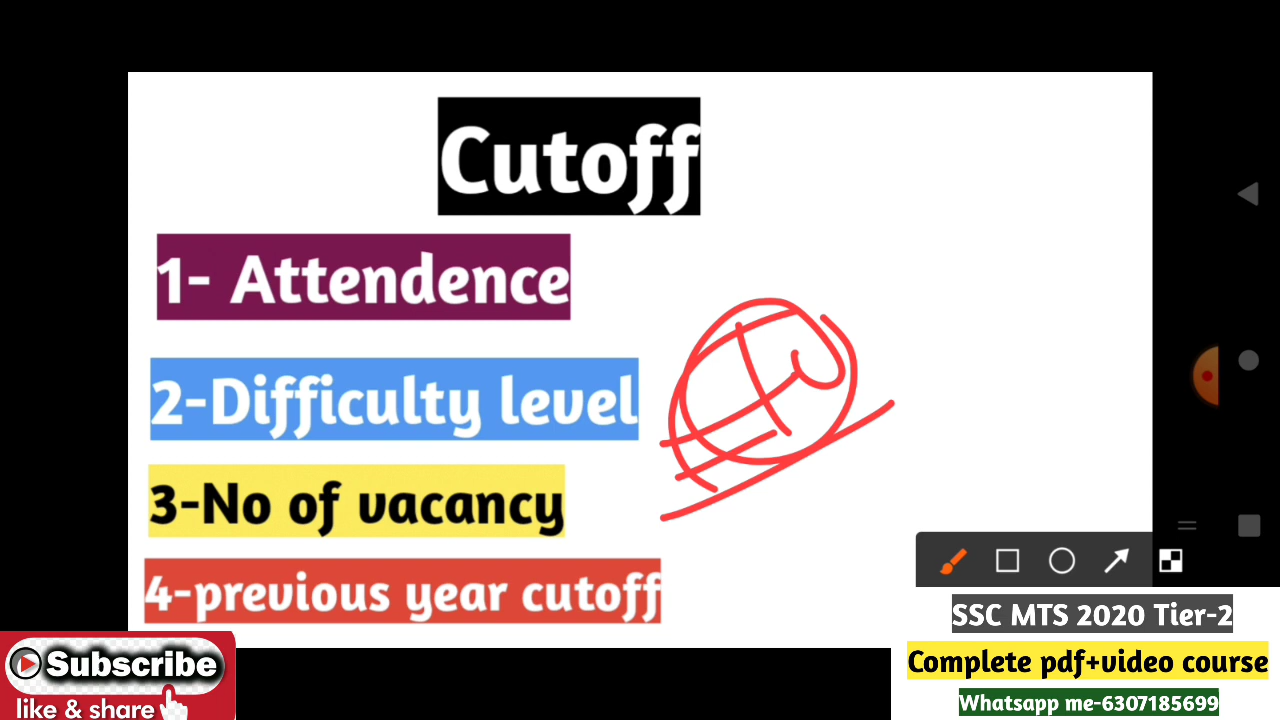 Cutoff
1- Attendence
2-Difficulty level
3-No of vacancy
4-previous year cutoff
SSC MTS 2020 Tier-2
Complete pdf+video course
Whatsapp me-6307185699
Subscribe
like & share